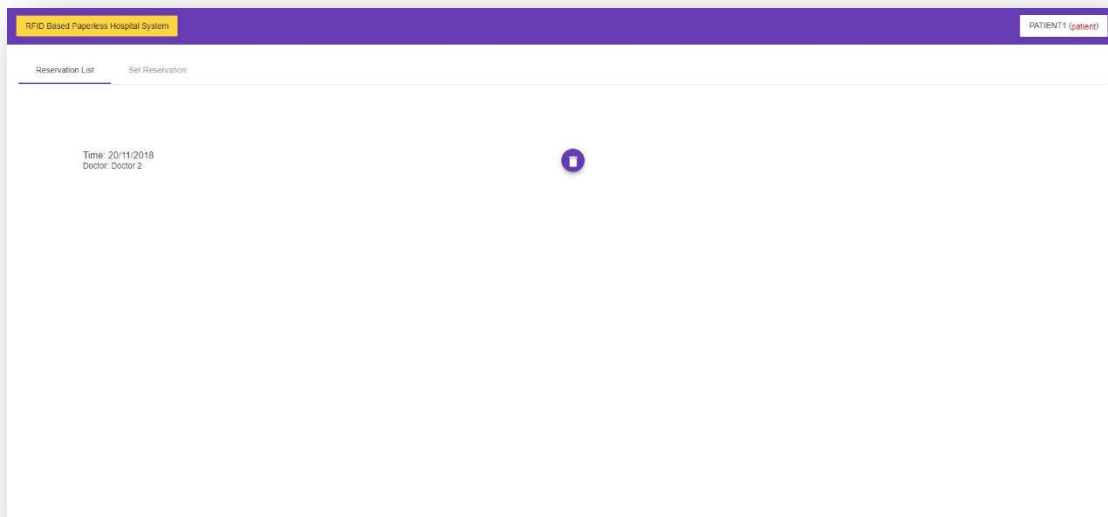 RFID Based Paperless Hospital System
PATIENT1 (patient)
Reservation List
Set Reservation
Time: 20/11/2018
Doctor: Doctor 2